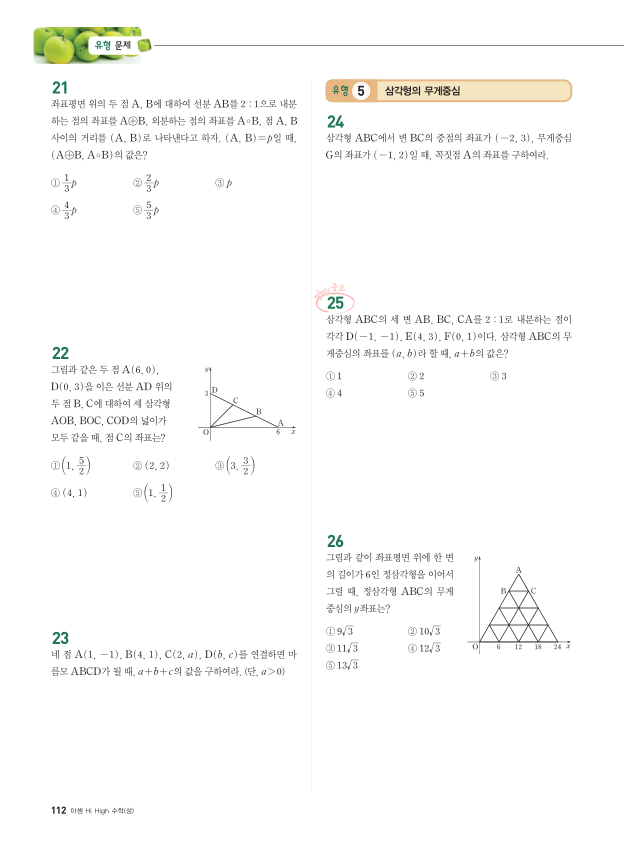 유형 문제
21
좌표평면 위의 두 점 A, B에 대하여 선분 AB를 2 : 1으로 내분
하는 점의 좌표를 A⊕B, 외분하는 점의 좌표를 A∘B, 점 A, B
사이의 거리를 (A, B)로 나타낸다고 하자. (A, B)=p일 때,
(A⊕B, A∘B)의 값은?
① 1/3 p ② 2/3 p ③ p
④ 4/3 p ⑤ 5/3 p
22
그림과 같은 두 점 A(6, 0),
D(0, 3)을 이은 선분 AD 위의
두 점 B, C에 대하여 세 삼각형
AOB, BOC, COD의 넓이가
모두 같을 때, 점 C의 좌표는?
y
3 D
C
B
A
O 6 x
① (1, 5/2) ② (2, 2) ③ (3, 3/2)
④ (4, 1) ⑤ (1, 1/2)
23
네 점 A(1, −1), B(4, 1), C(2, a), D(b, c)를 연결하면 마
름모 ABCD가 될 때, a+b+c의 값을 구하여라. (단, a>0)
유형 5 삼각형의 무게중심
24
삼각형 ABC에서 변 BC의 중점의 좌표가 (−2, 3), 무게중심
G의 좌표가 (−1, 2)일 때, 꼭짓점 A의 좌표를 구하여라.
중요
25
삼각형 ABC의 세 변 AB, BC, CA를 2 : 1로 내분하는 점이
각각 D(−1, −1), E(4, 3), F(0, 1)이다. 삼각형 ABC의 무
게중심의 좌표를 (a, b)라 할 때, a+b의 값은?
① 1 ② 2 ③ 3
④ 4 ⑤ 5
26
그림과 같이 좌표평면 위에 한 변
의 길이가 6인 정삼각형을 이어서
그릴 때, 정삼각형 ABC의 무게
중심의 y좌표는?
① 9√3 ② 10√3
③ 11√3 ④ 12√3
⑤ 13√3
y
A
B C
O 6 12 18 24 x
112 아샘 Hi High 수학(상)